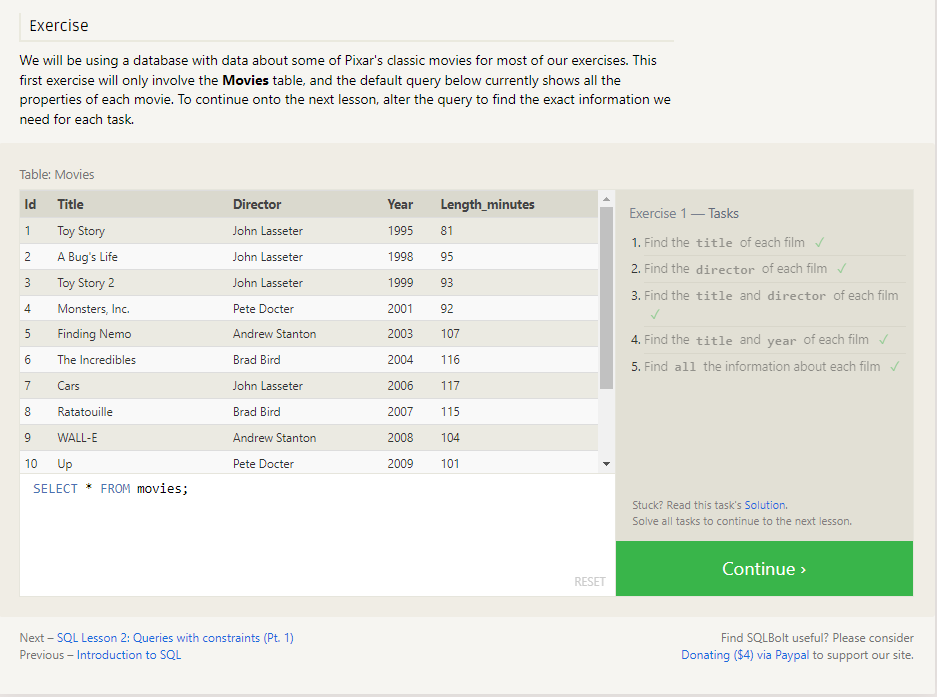 Exercise
We will be using a database with data about some of Pixar's classic movies for most of our exercises. This
first exercise will only involve the Movies table, and the default query below currently shows all the
properties of each movie. To continue onto the next lesson, alter the query to find the exact information we
need for each task.
Table: Movies
Id Title Director Year Length_minutes
1 Toy Story John Lasseter 1995 81
2 A Bug's Life John Lasseter 1998 95
3 Toy Story 2 John Lasseter 1999 93
4 Monsters, Inc. Pete Docter 2001 92
5 Finding Nemo Andrew Stanton 2003 107
6 The Incredibles Brad Bird 2004 116
7 Cars John Lasseter 2006 117
8 Ratatouille Brad Bird 2007 115
9 WALL-E Andrew Stanton 2008 104
10 Up Pete Docter 2009 101
SELECT * FROM movies;
RESET
Exercise 1 — Tasks
1. Find the title of each film ✓
2. Find the director of each film ✓
3. Find the title and director of each film
✓
4. Find the title and year of each film ✓
5. Find all the information about each film ✓
Stuck? Read this task's Solution.
Solve all tasks to continue to the next lesson.
Continue ›
Next – SQL Lesson 2: Queries with constraints (Pt. 1)
Previous – Introduction to SQL
Find SQLBolt useful? Please consider
Donating ($4) via Paypal to support our site.